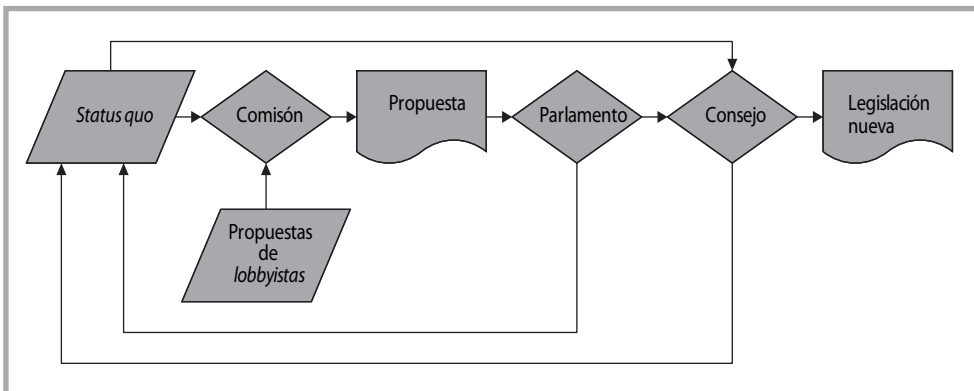 Status quo
Comisón
Propuesta
Parlamento
Consejo
Legislación
nueva
Propuestas
de
lobbyistas